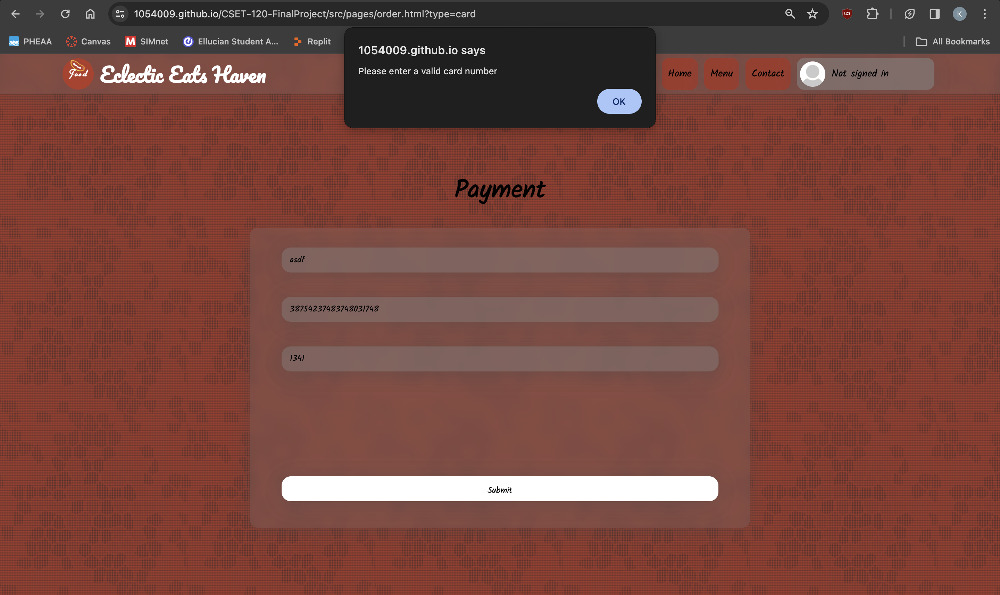 1054009.github.io/CSET-120-FinalProject/src/pages/order.html?type=card
K
aes PHEAA
Canvas
M SIMnet
Ellucian Student A...
Replit
All Bookmarks
1054009.github.io says
Please enter a valid card number
OK
Food
Eclectic Eats Haven
Home
Menu
Contact
Not signed in
Payment
asdf
38754237483748031748
1341
Submit